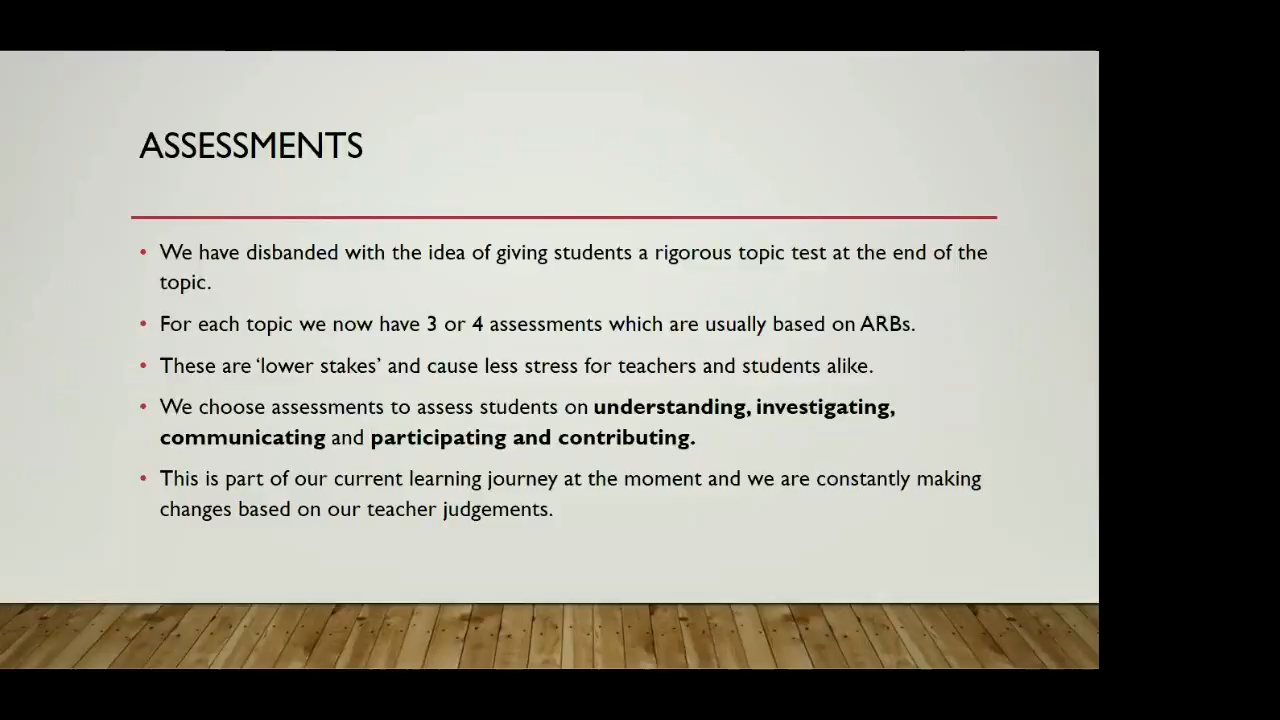 ASSESSMENTS
• We have disbanded with the idea of giving students a rigorous topic test at the end of the
topic.
• For each topic we now have 3 or 4 assessments which are usually based on ARBs.
• These are ‘lower stakes’ and cause less stress for teachers and students alike.
• We choose assessments to assess students on understanding, investigating,
communicating and participating and contributing.
• This is part of our current learning journey at the moment and we are constantly making
changes based on our teacher judgements.